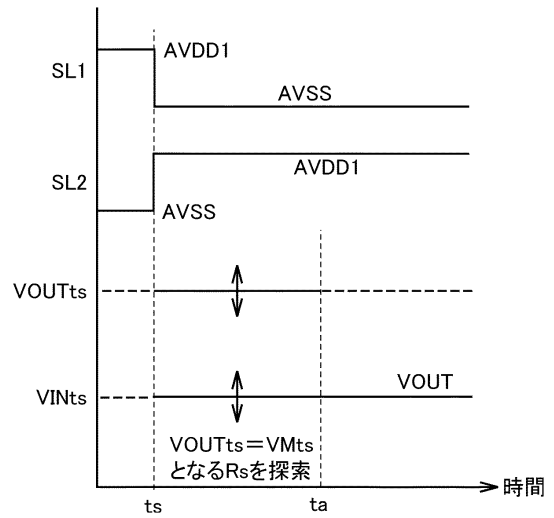 SL1
AVDD1
AVSS
SL2
AVDD1
AVSS
VOUTts
VINts
VOUT
VOUTts＝VMts
となるRsを探索
時間
ts
ta